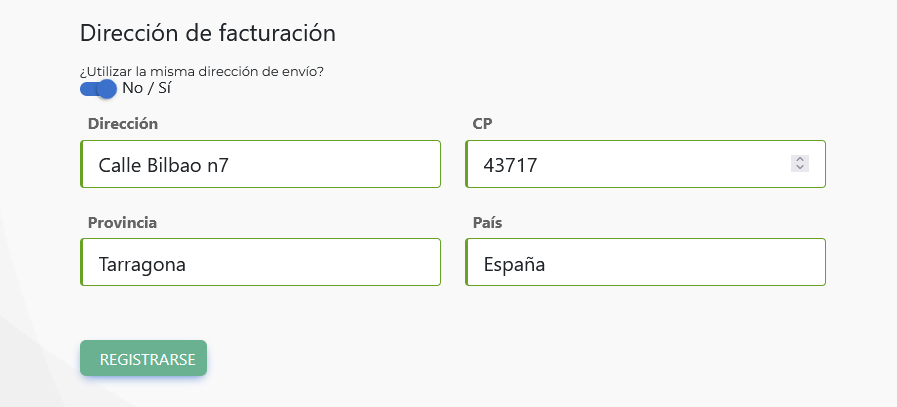 Dirección de facturación
¿Utilizar la misma dirección de envío?
No / Sí
Dirección
CP
Calle Bilbao n7
43717
Provincia
País
Tarragona
España
REGISTRARSE